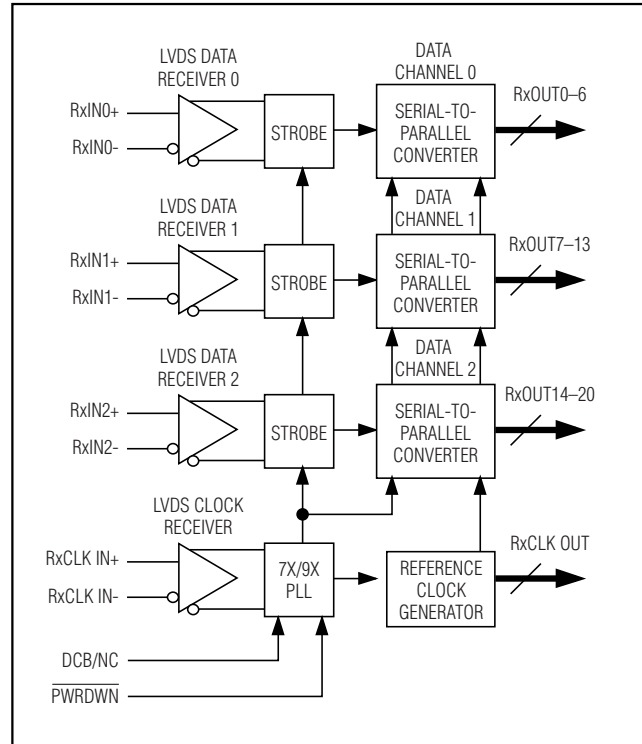 LVDS DATA
RECEIVER 0
DATA
CHANNEL 0
RxIN0+
RxIN0-
STROBE
SERIAL-TO-
PARALLEL
CONVERTER
RxOUT0–6
LVDS DATA
RECEIVER 1
DATA
CHANNEL 1
RxIN1+
RxIN1-
STROBE
SERIAL-TO-
PARALLEL
CONVERTER
RxOUT7–13
LVDS DATA
RECEIVER 2
DATA
CHANNEL 2
RxIN2+
RxIN2-
STROBE
SERIAL-TO-
PARALLEL
CONVERTER
RxOUT14–20
LVDS CLOCK
RECEIVER
RxCLK IN+
RxCLK IN-
7X/9X
PLL
REFERENCE
CLOCK
GENERATOR
RxCLK OUT
DCB/NC
PWRDWN